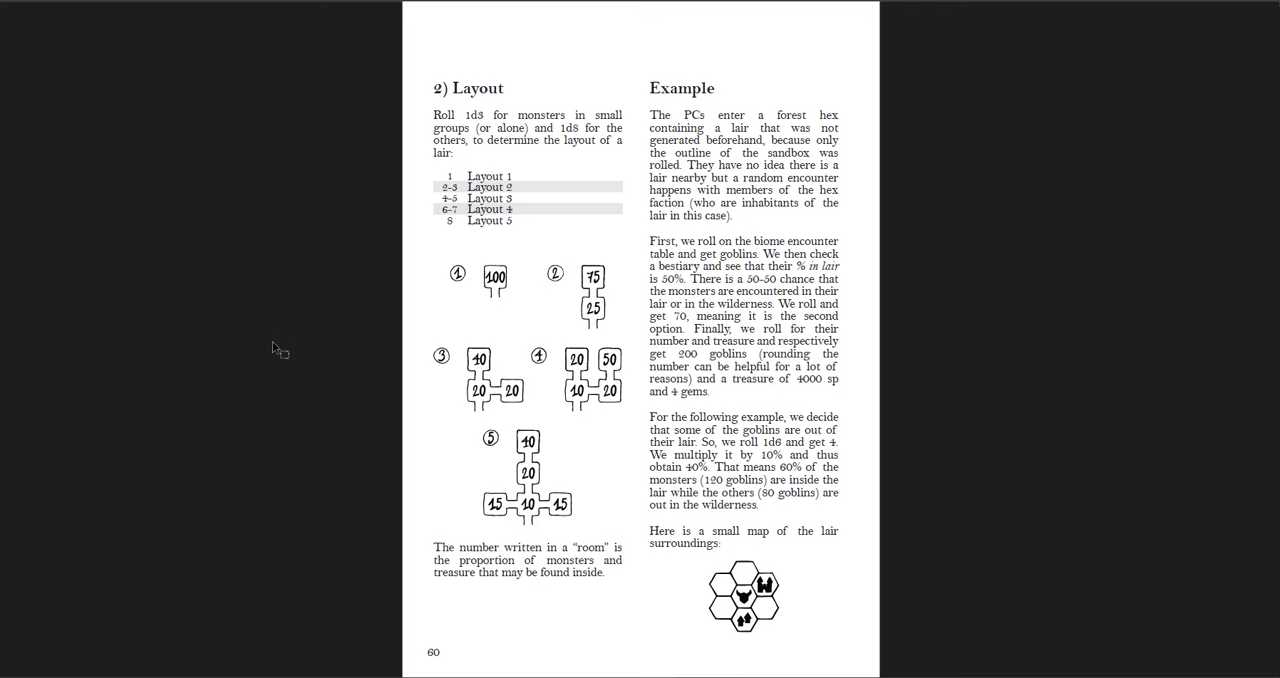 2) Layout
Roll 1d3 for monsters in small
groups (or alone) and 1d8 for the
others, to determine the layout of a
lair:
1 Layout 1
2-3 Layout 2
4-5 Layout 3
6-7 Layout 4
8 Layout 5
1 100 2 75
25
3 40 4 20 50
20 20 10 20
5 40
20
15 10 15
The number written in a “room” is
the proportion of monsters and
treasure that may be found inside.
60
Example
The PCs enter a forest hex
containing a lair that was not
generated beforehand, because only
the outline of the sandbox was
rolled. They have no idea there is a
lair nearby but a random encounter
happens with members of the hex
faction (who are inhabitants of the
lair in this case).
First, we roll on the biome encounter
table and get goblins. We then check
a bestiary and see that their % in lair
is 50%. There is a 50-50 chance that
the monsters are encountered in their
lair or in the wilderness. We roll and
get 70, meaning it is the second
option. Finally, we roll for their
number and treasure and respectively
get 200 goblins (rounding the
number can be helpful for a lot of
reasons) and a treasure of 4000 sp
and 4 gems.
For the following example, we decide
that some of the goblins are out of
their lair. So, we roll 1d6 and get 4.
We multiply it by 10% and thus
obtain 40%. That means 60% of the
monsters (120 goblins) are inside the
lair while the others (80 goblins) are
out in the wilderness.
Here is a small map of the lair
surroundings: